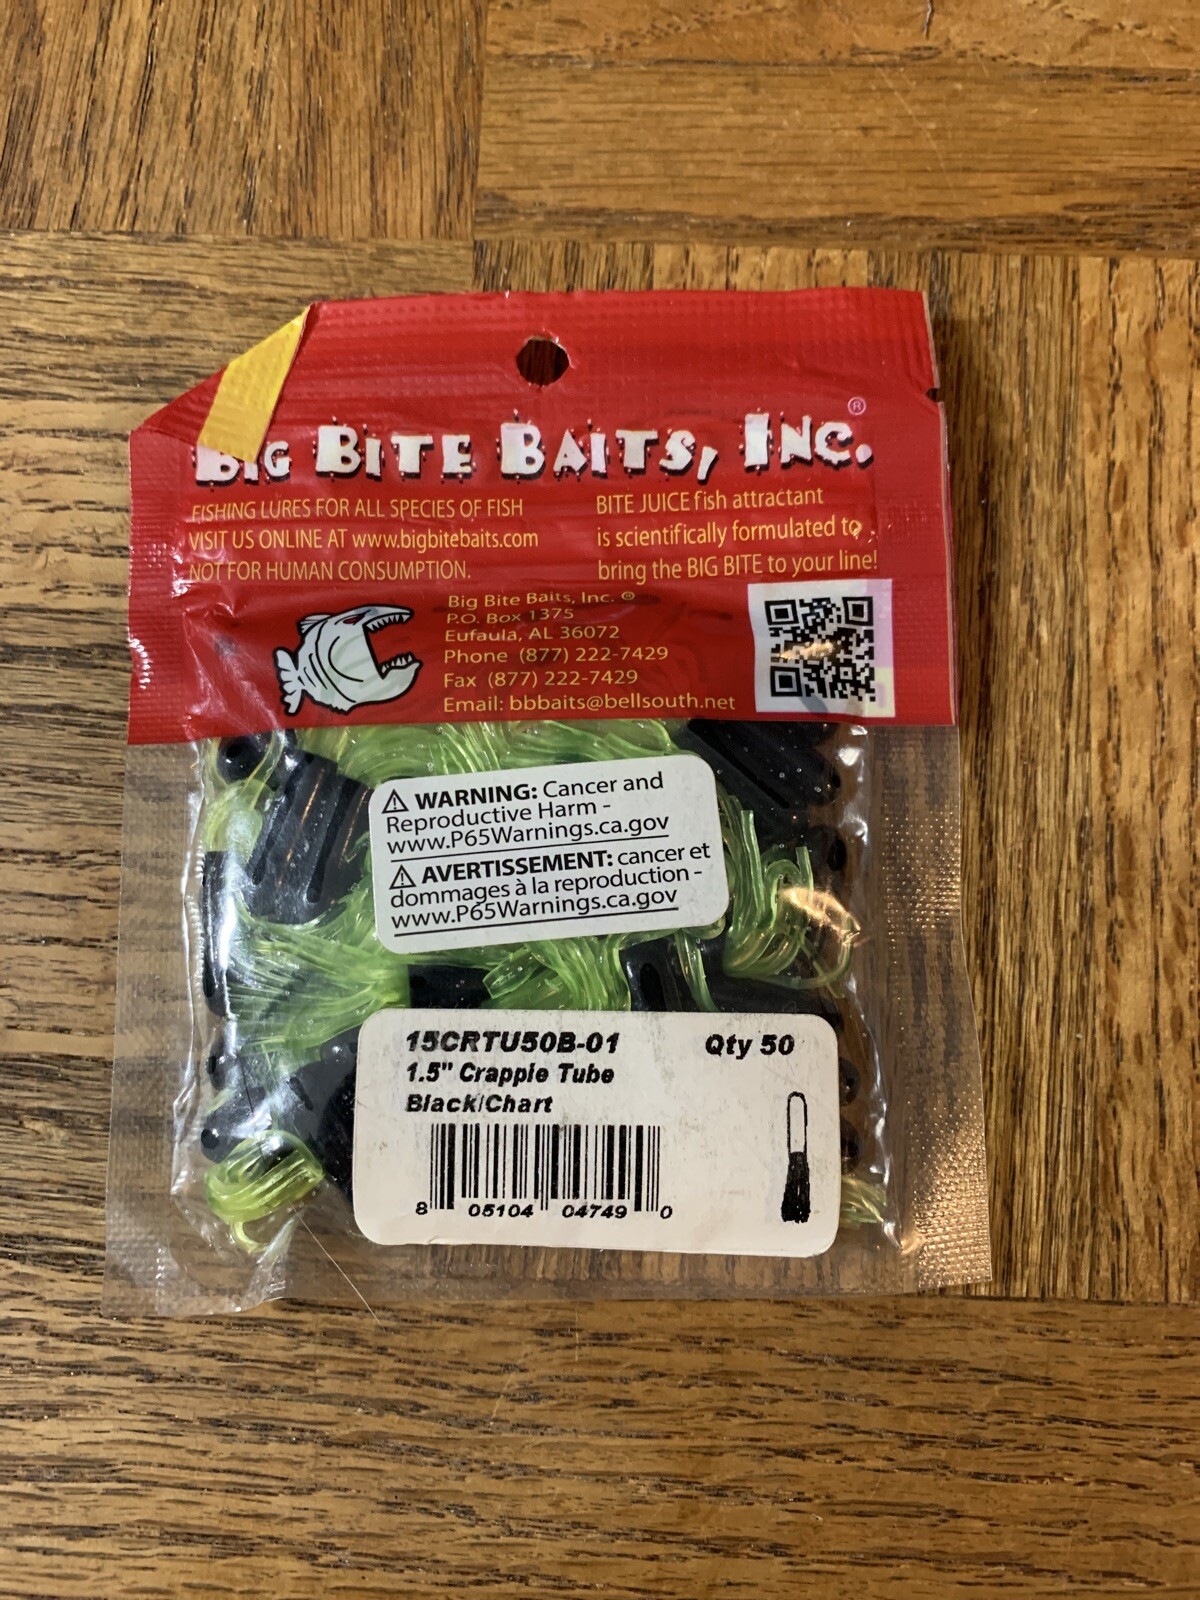 BIG BITE BAITS, INC.®
FISHING LURES FOR ALL SPECIES OF FISH
VISIT US ONLINE AT www.bigbitebaits.com
NOT FOR HUMAN CONSUMPTION.
BITE JUICE fish attractant
is scientifically formulated to
bring the BIG BITE to your line!
Big Bite Baits, Inc. ®
P.O. Box 1375
Eufaula, AL 36072
Phone (877) 222-7429
Fax (877) 222-7429
Email: bbbaits@bellsouth.net
⚠ WARNING: Cancer and
Reproductive Harm -
www.P65Warnings.ca.gov
⚠ AVERTISSEMENT: cancer et
dommages à la reproduction -
www.P65Warnings.ca.gov
15CRTU50B-01 Qty 50
1.5" Crappie Tube
Black/Chart
8 05104 04749 0